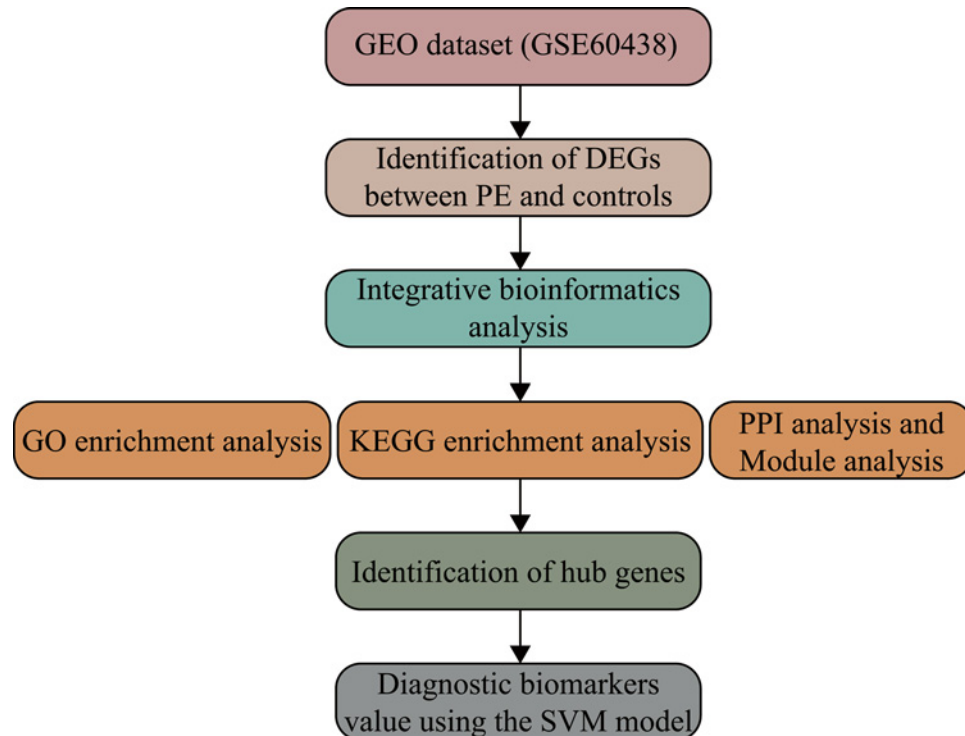 GEO dataset (GSE60438)
Identification of DEGs
between PE and controls
Integrative bioinformatics
analysis
GO enrichment analysis
KEGG enrichment analysis
PPI analysis and
Module analysis
Identification of hub genes
Diagnostic biomarkers
value using the SVM model